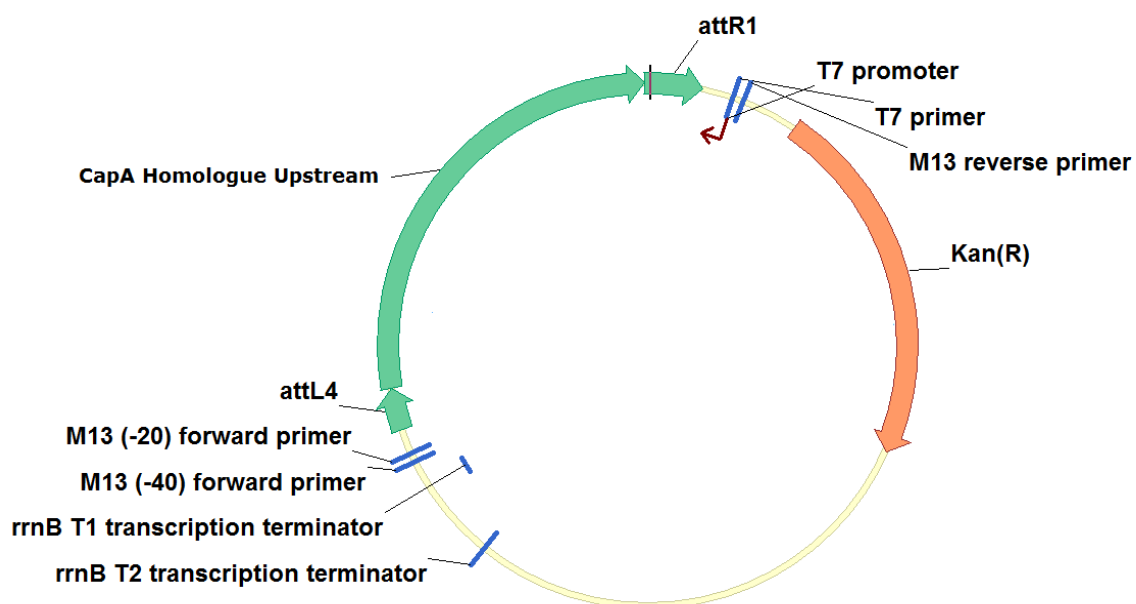 attR1
T7 promoter
T7 primer
M13 reverse primer
CapA Homologue Upstream
Kan(R)
attL4
M13 (-20) forward primer
M13 (-40) forward primer
rrnB T1 transcription terminator
rrnB T2 transcription terminator